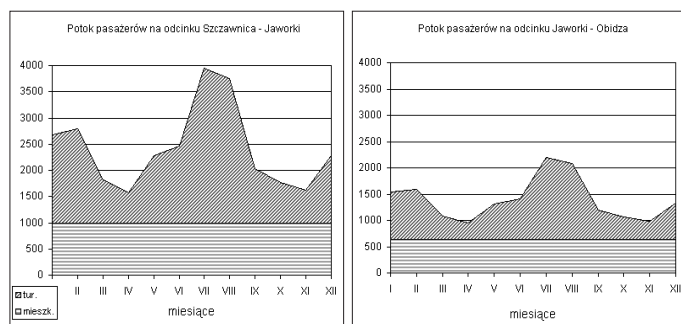 Potok pasażerów na odcinku Szczawnica - Jaworki
4000
3500
3000
2500
2000
1500
1000
500
0
II III IV V VI VII VIII IX X XI XII
tur.
mieszk.
miesiące
Potok pasażerów na odcinku Jaworki - Obidza
4000
3500
3000
2500
2000
1500
1000
500
0
I II III IV V VI VII VIII IX X XI XII
miesiące